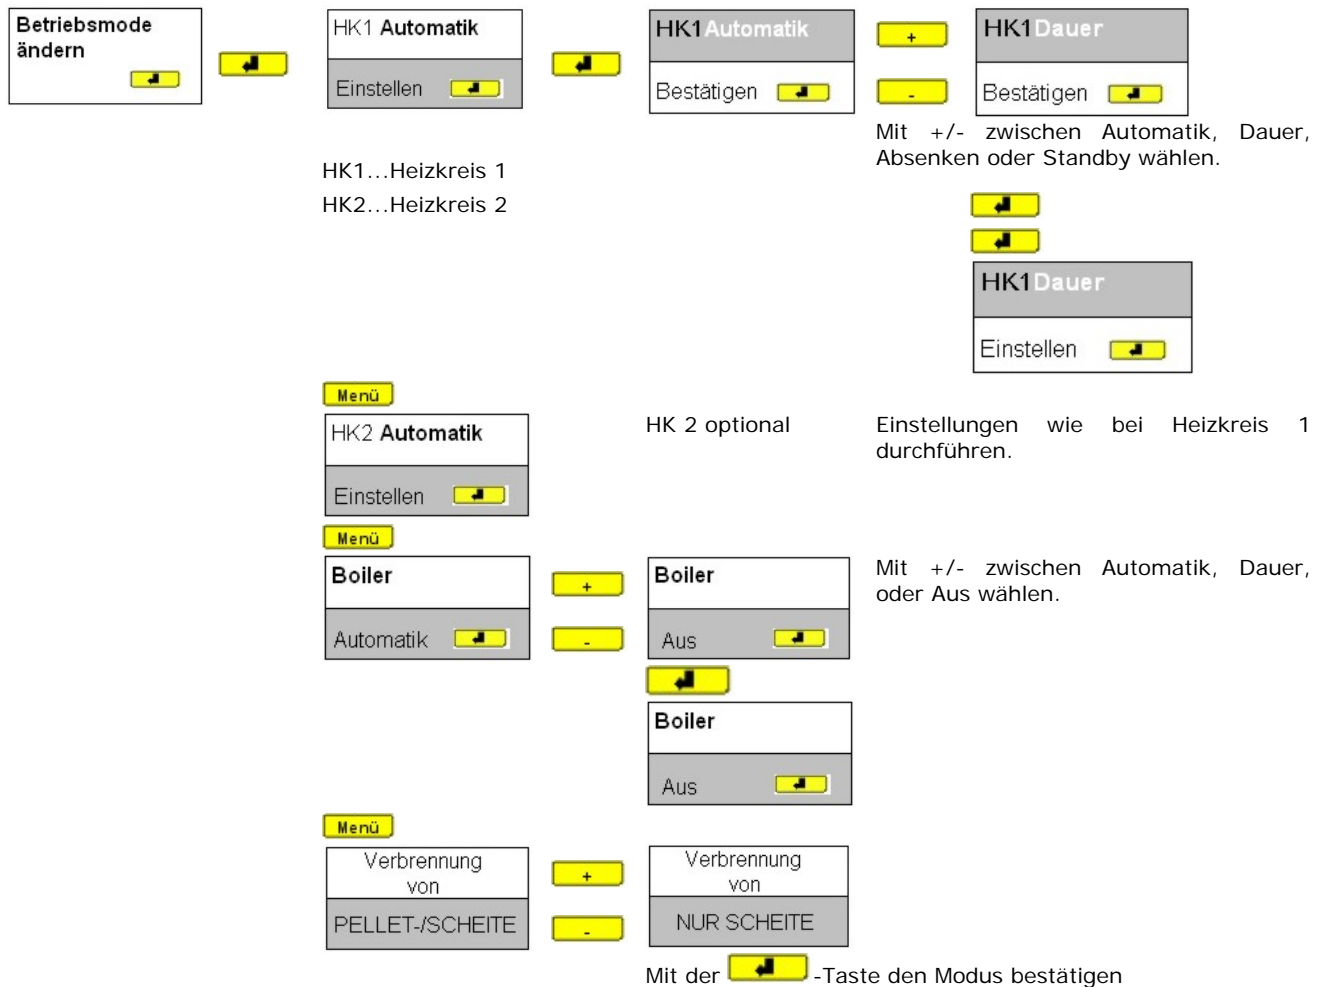 Betriebsmode
ändern
HK1 Automatik
Einstellen
HK1 Automatik
Bestätigen
+
-
HK1 Dauer
Bestätigen
Mit +/- zwischen Automatik, Dauer,
Absenken oder Standby wählen.
HK1...Heizkreis 1
HK2...Heizkreis 2
HK1 Dauer
Einstellen
Menü
HK2 Automatik
Einstellen
HK 2 optional
Einstellungen wie bei Heizkreis 1
durchführen.
Menü
Boiler
Automatik
+
-
Boiler
Aus
Mit +/- zwischen Automatik, Dauer,
oder Aus wählen.
Boiler
Aus
Menü
Verbrennung
von
PELLET-/SCHEITE
+
-
Verbrennung
von
NUR SCHEITE
Mit der -Taste den Modus bestätigen